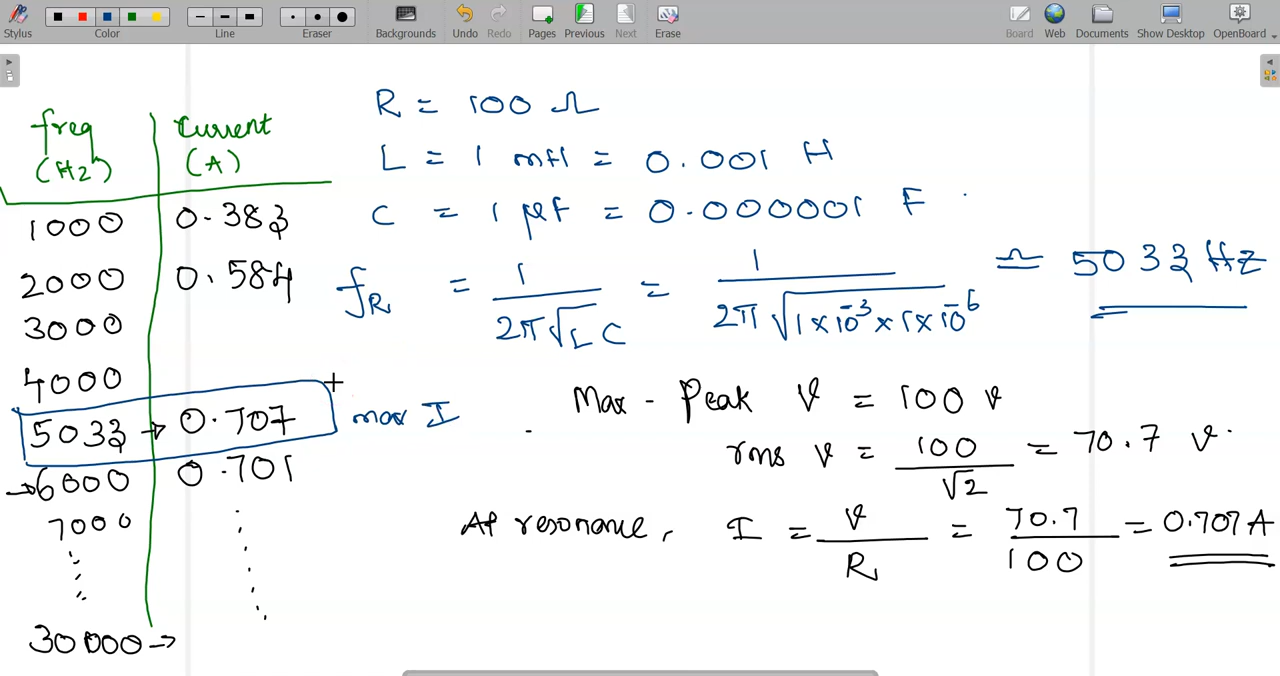 Stylus Color Line Eraser Backgrounds Undo Redo Pages Previous Next Erase Board Web Documents Show Desktop OpenBoard
freq (Hz) Current (A)
1000 0.383
2000 0.584
3000
4000
5033 → 0.707 max I
→ 6000 0.701
7000
30000 →
R = 100 Ω
L = 1 mH = 0.001 H
C = 1 μF = 0.000001 F
fR = 1 / 2π√LC = 1 / 2π√1×10⁻³×1×10⁻⁶ ≏ 5033 Hz
Max - Peak V = 100 V
rms V = 100 / √2 = 70.7 V
At resonance, I = V / R = 70.7 / 100 = 0.707 A